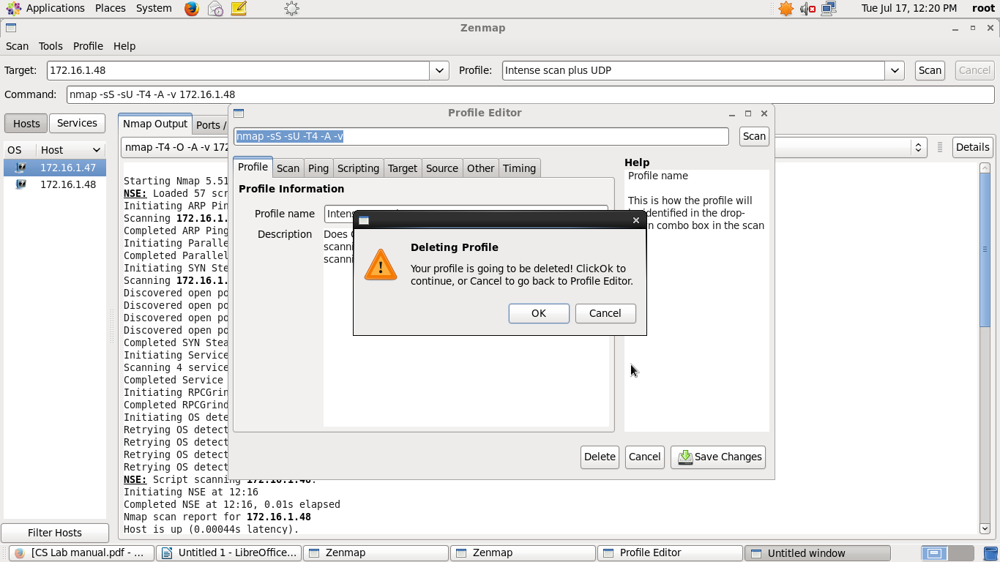 Applications Places System Tue Jul 17, 12:20 PM root
Zenmap
Scan Tools Profile Help
Target: 172.16.1.48 Profile: Intense scan plus UDP Scan Cancel
Command: nmap -sS -sU -T4 -A -v 172.16.1.48
Hosts Services
OS Host
172.16.1.47
172.16.1.48
Filter Hosts
Nmap Output Ports /
nmap -T4 -O -A -v 172 Details
Starting Nmap 5.51
NSE: Loaded 57 scr
Initiating ARP Pin
Scanning 172.16.1.
Completed ARP Ping
Initiating Paralle
Completed Parallel
Initiating SYN Ste
Scanning 172.16.1.
Discovered open po
Discovered open po
Discovered open po
Discovered open po
Completed SYN Stea
Initiating Service
Scanning 4 service
Completed Service
Initiating RPCGrind
Completed RPCGrind
Initiating OS dete
Retrying OS detect
Retrying OS detect
Retrying OS detect
Retrying OS detect
NSE: Script scanning 172.16.1.48.
Initiating NSE at 12:16
Completed NSE at 12:16, 0.01s elapsed
Nmap scan report for 172.16.1.48
Host is up (0.00044s latency).
Profile Editor
nmap -sS -sU -T4 -A -v Scan
Profile Scan Ping Scripting Target Source Other Timing
Profile Information
Profile name Intens
Description Does
scanni
scanni
Help
Profile name
This is how the profile will
identified in the drop-
n combo box in the scan
Deleting Profile
Your profile is going to be deleted! ClickOk to
continue, or Cancel to go back to Profile Editor.
OK Cancel
Delete Cancel Save Changes
[CS Lab manual.pdf - ... Untitled 1 - LibreOffice... Zenmap Zenmap Profile Editor Untitled window